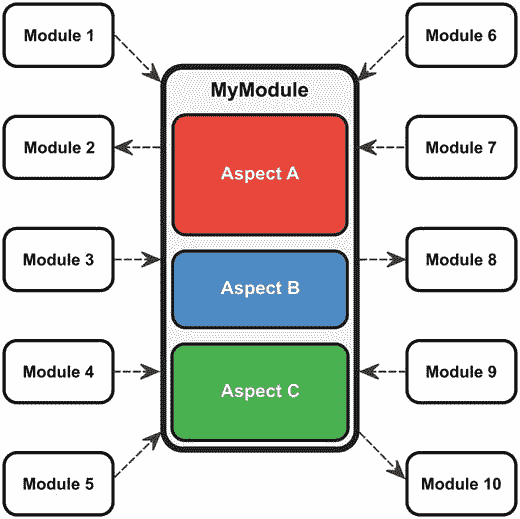 Module 1
Module 6
MyModule
Module 2
Aspect A
Module 7
Module 3
Aspect B
Module 8
Module 4
Aspect C
Module 9
Module 5
Module 10